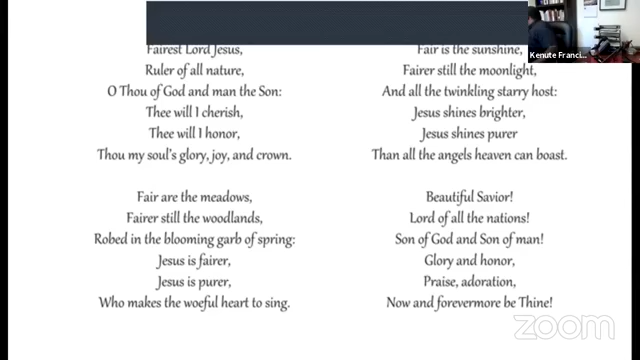 Fairest Lord Jesus,
Ruler of all nature,
O Thou of God and man the Son:
Thee will I cherish,
Thee will I honor,
Thou my soul's glory, joy, and crown.
Fair are the meadows,
Fairer still the woodlands,
Robed in the blooming garb of spring:
Jesus is fairer,
Jesus is purer,
Who makes the woeful heart to sing.
Fair is the sunshine,
Fairer still the moonlight,
And all the twinkling starry host:
Jesus shines brighter,
Jesus shines purer
Than all the angels heaven can boast.
Beautiful Savior!
Lord of all the nations!
Son of God and Son of man!
Glory and honor,
Praise, adoration,
Now and forevermore be Thine!
Kenute Franci...
zoom